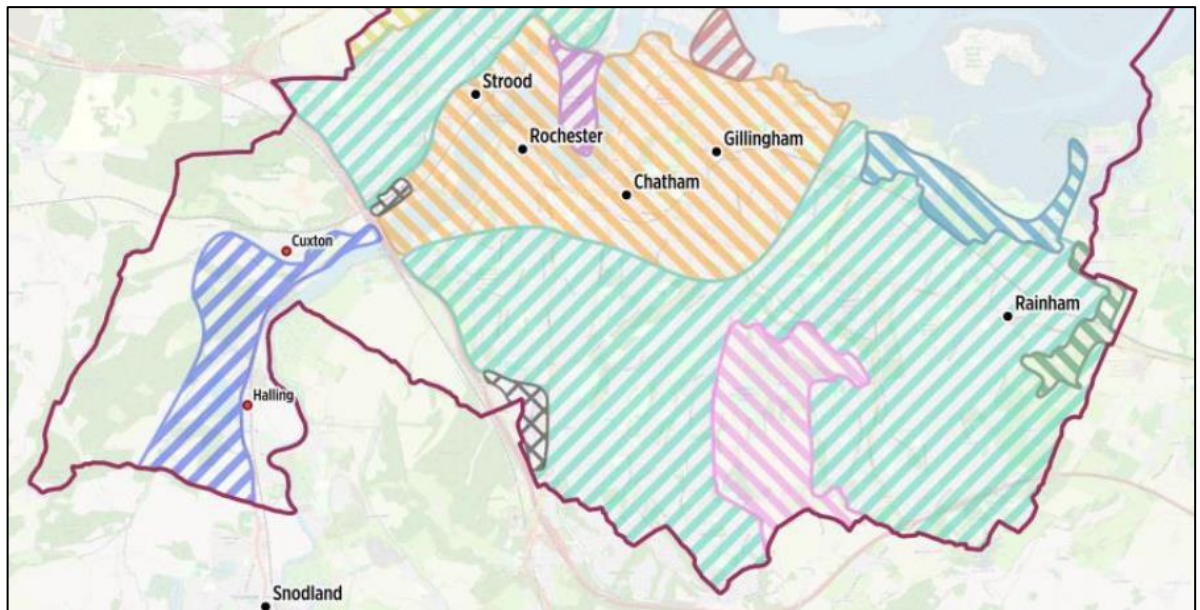 Strood
Rochester
Gillingham
Chatham
Cuxton
Rainham
Halling
Snodland